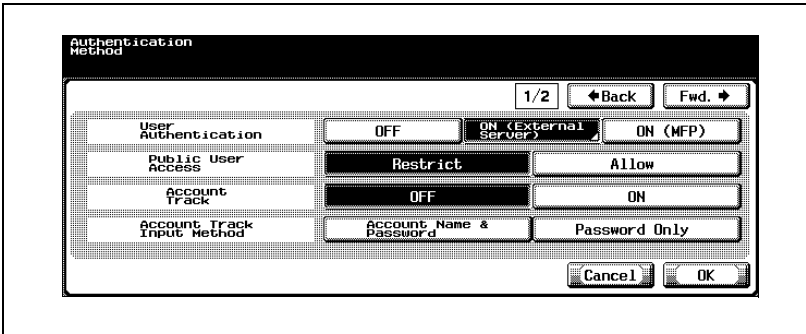 Authentication
Method
1/2 ←Back Fwd. →
User
Authentication
OFF
ON (External
Server)
ON (MFP)
Public User
Access
Restrict
Allow
Account
Track
OFF
ON
Account Track
Input Method
Account Name &
Password
Password Only
Cancel OK